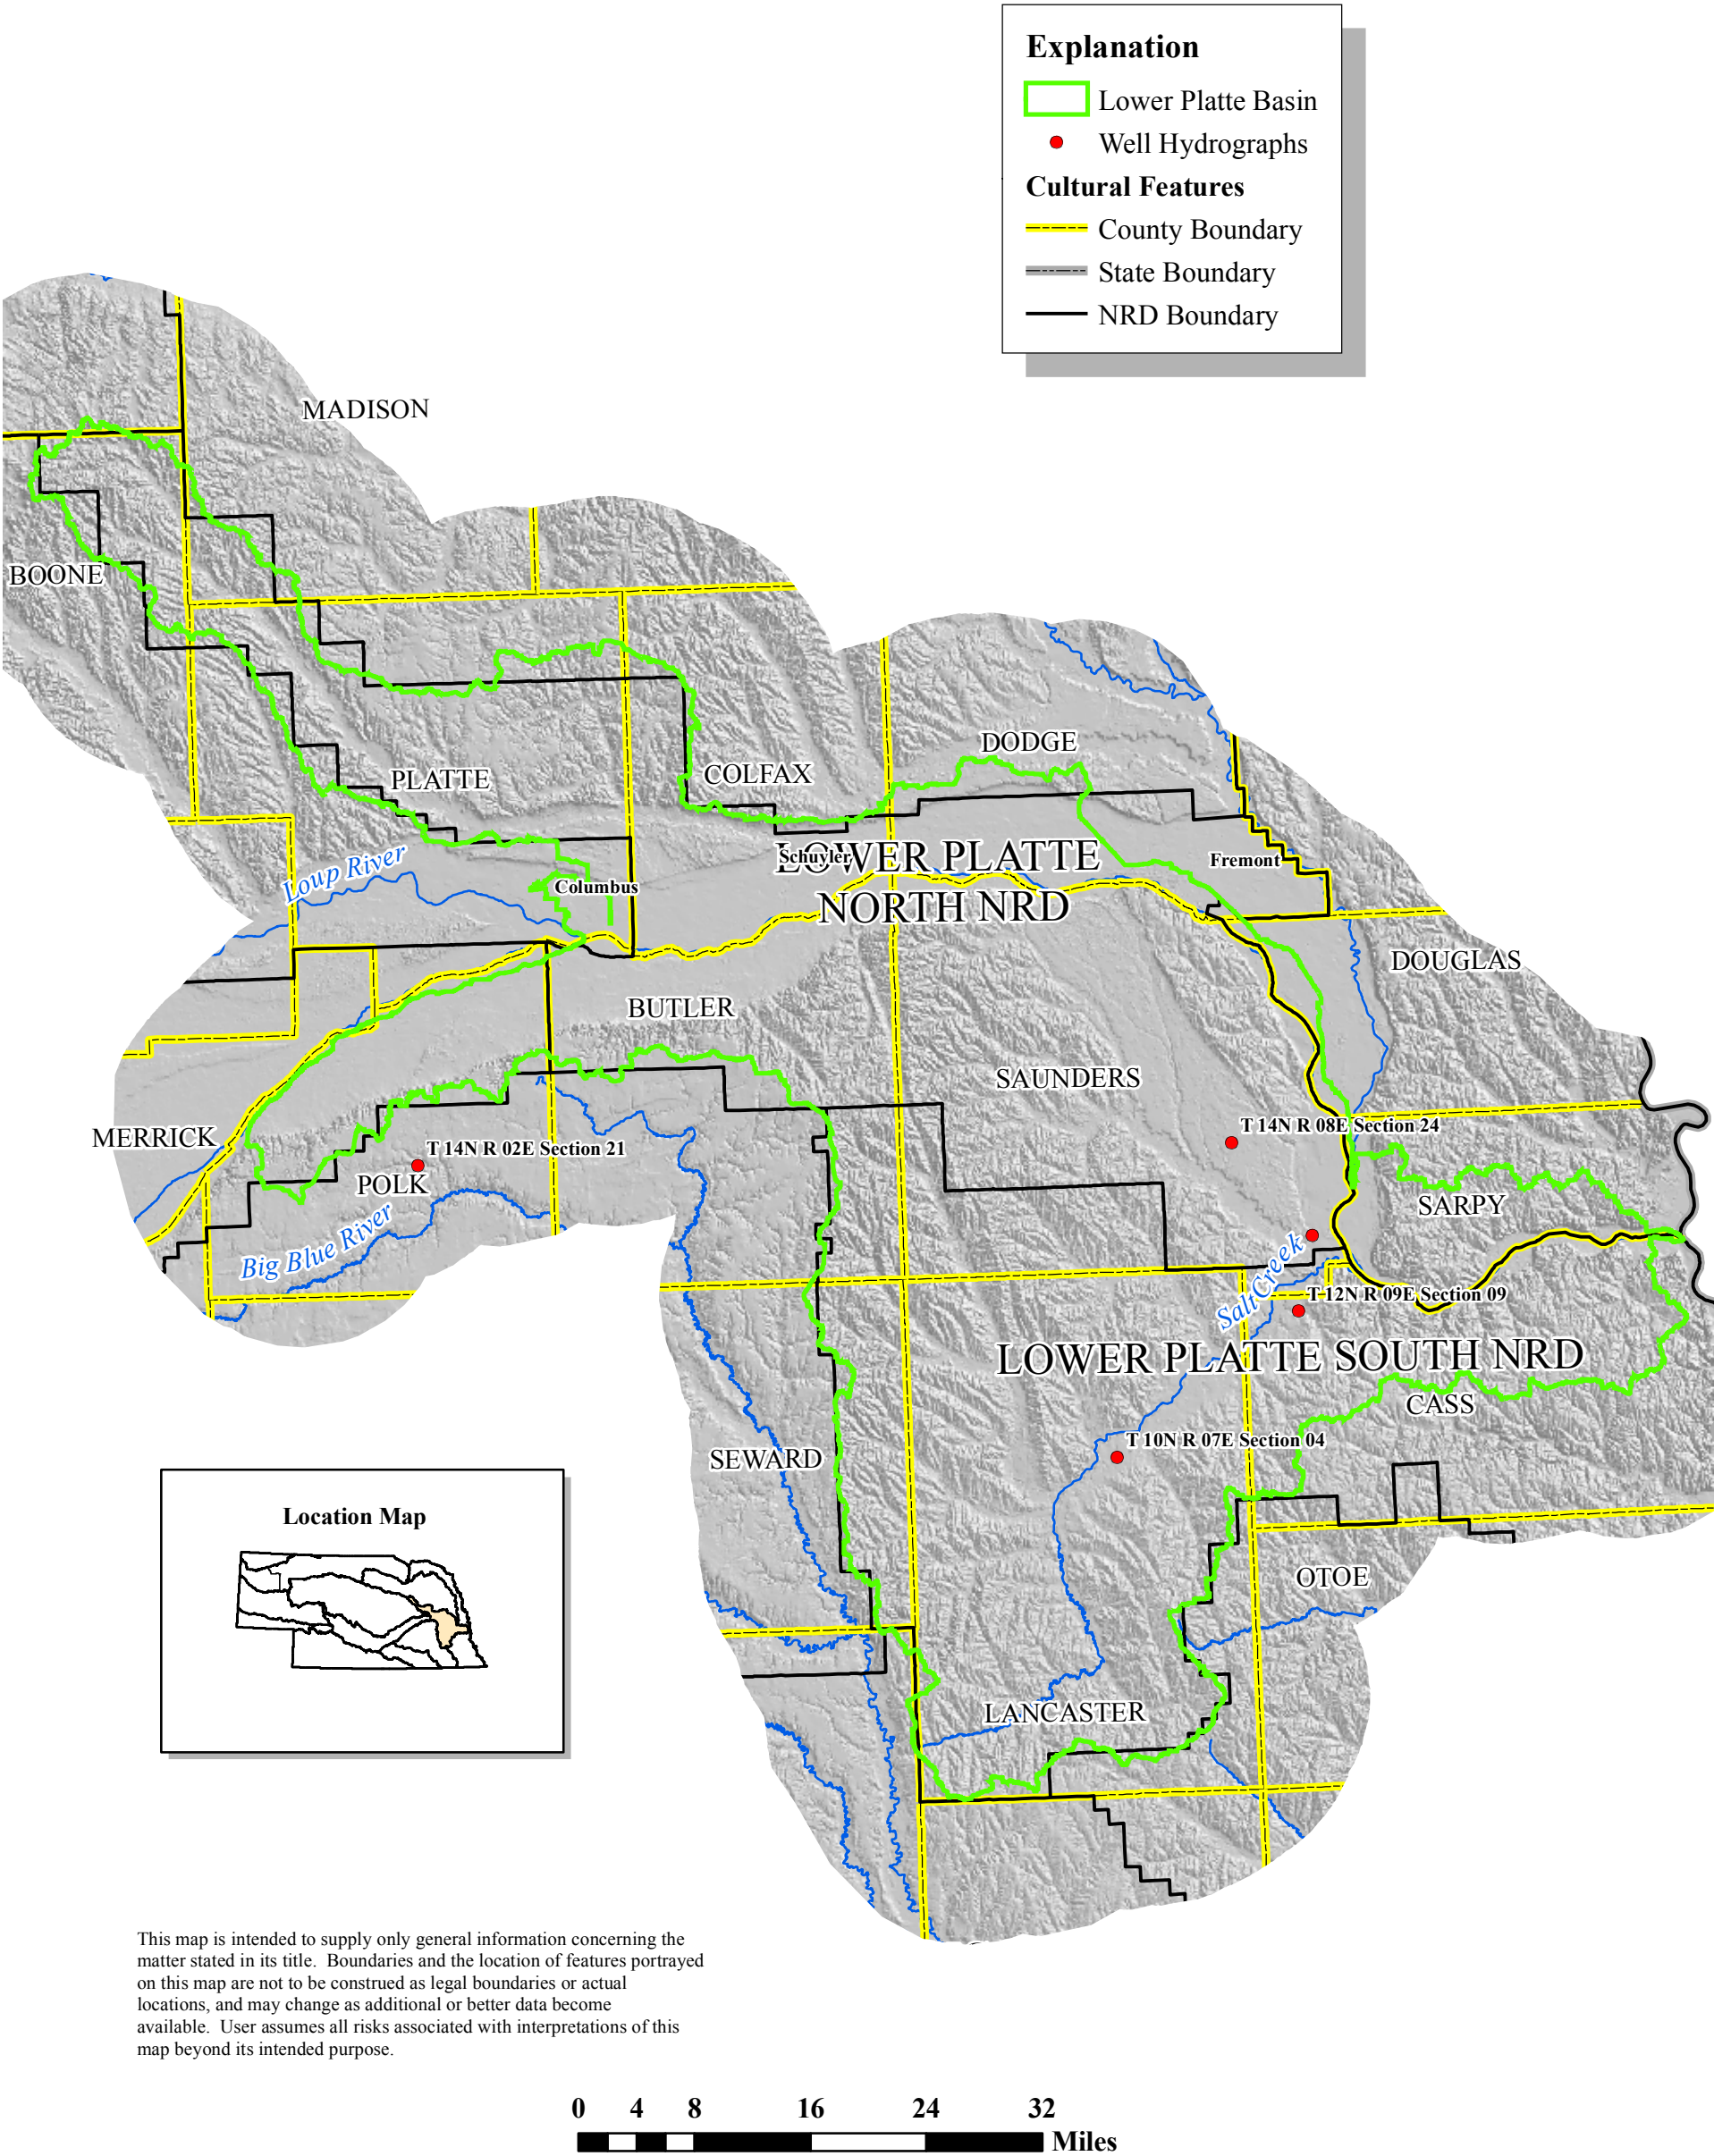 Explanation
Lower Platte Basin
Well Hydrographs
Cultural Features
County Boundary
State Boundary
NRD Boundary
MADISON
BOONE
PLATTE
COLFAX
DODGE
LOWER PLATTE
NORTH NRD
Schuyler
Fremont
Loup River
Columbus
DOUGLAS
BUTLER
SAUNDERS
MERRICK
T 14N R 02E Section 21
T 14N R 08E Section 24
POLK
SARPY
Big Blue River
Salt Creek
T 12N R 09E Section 09
LOWER PLATTE SOUTH NRD
CASS
SEWARD
T 10N R 07E Section 04
Location Map
OTOE
LANCASTER
This map is intended to supply only general information concerning the
matter stated in its title. Boundaries and the location of features portrayed
on this map are not to be construed as legal boundaries or actual
locations, and may change as additional or better data become
available. User assumes all risks associated with interpretations of this
map beyond its intended purpose.
0 4 8 16 24 32
Miles